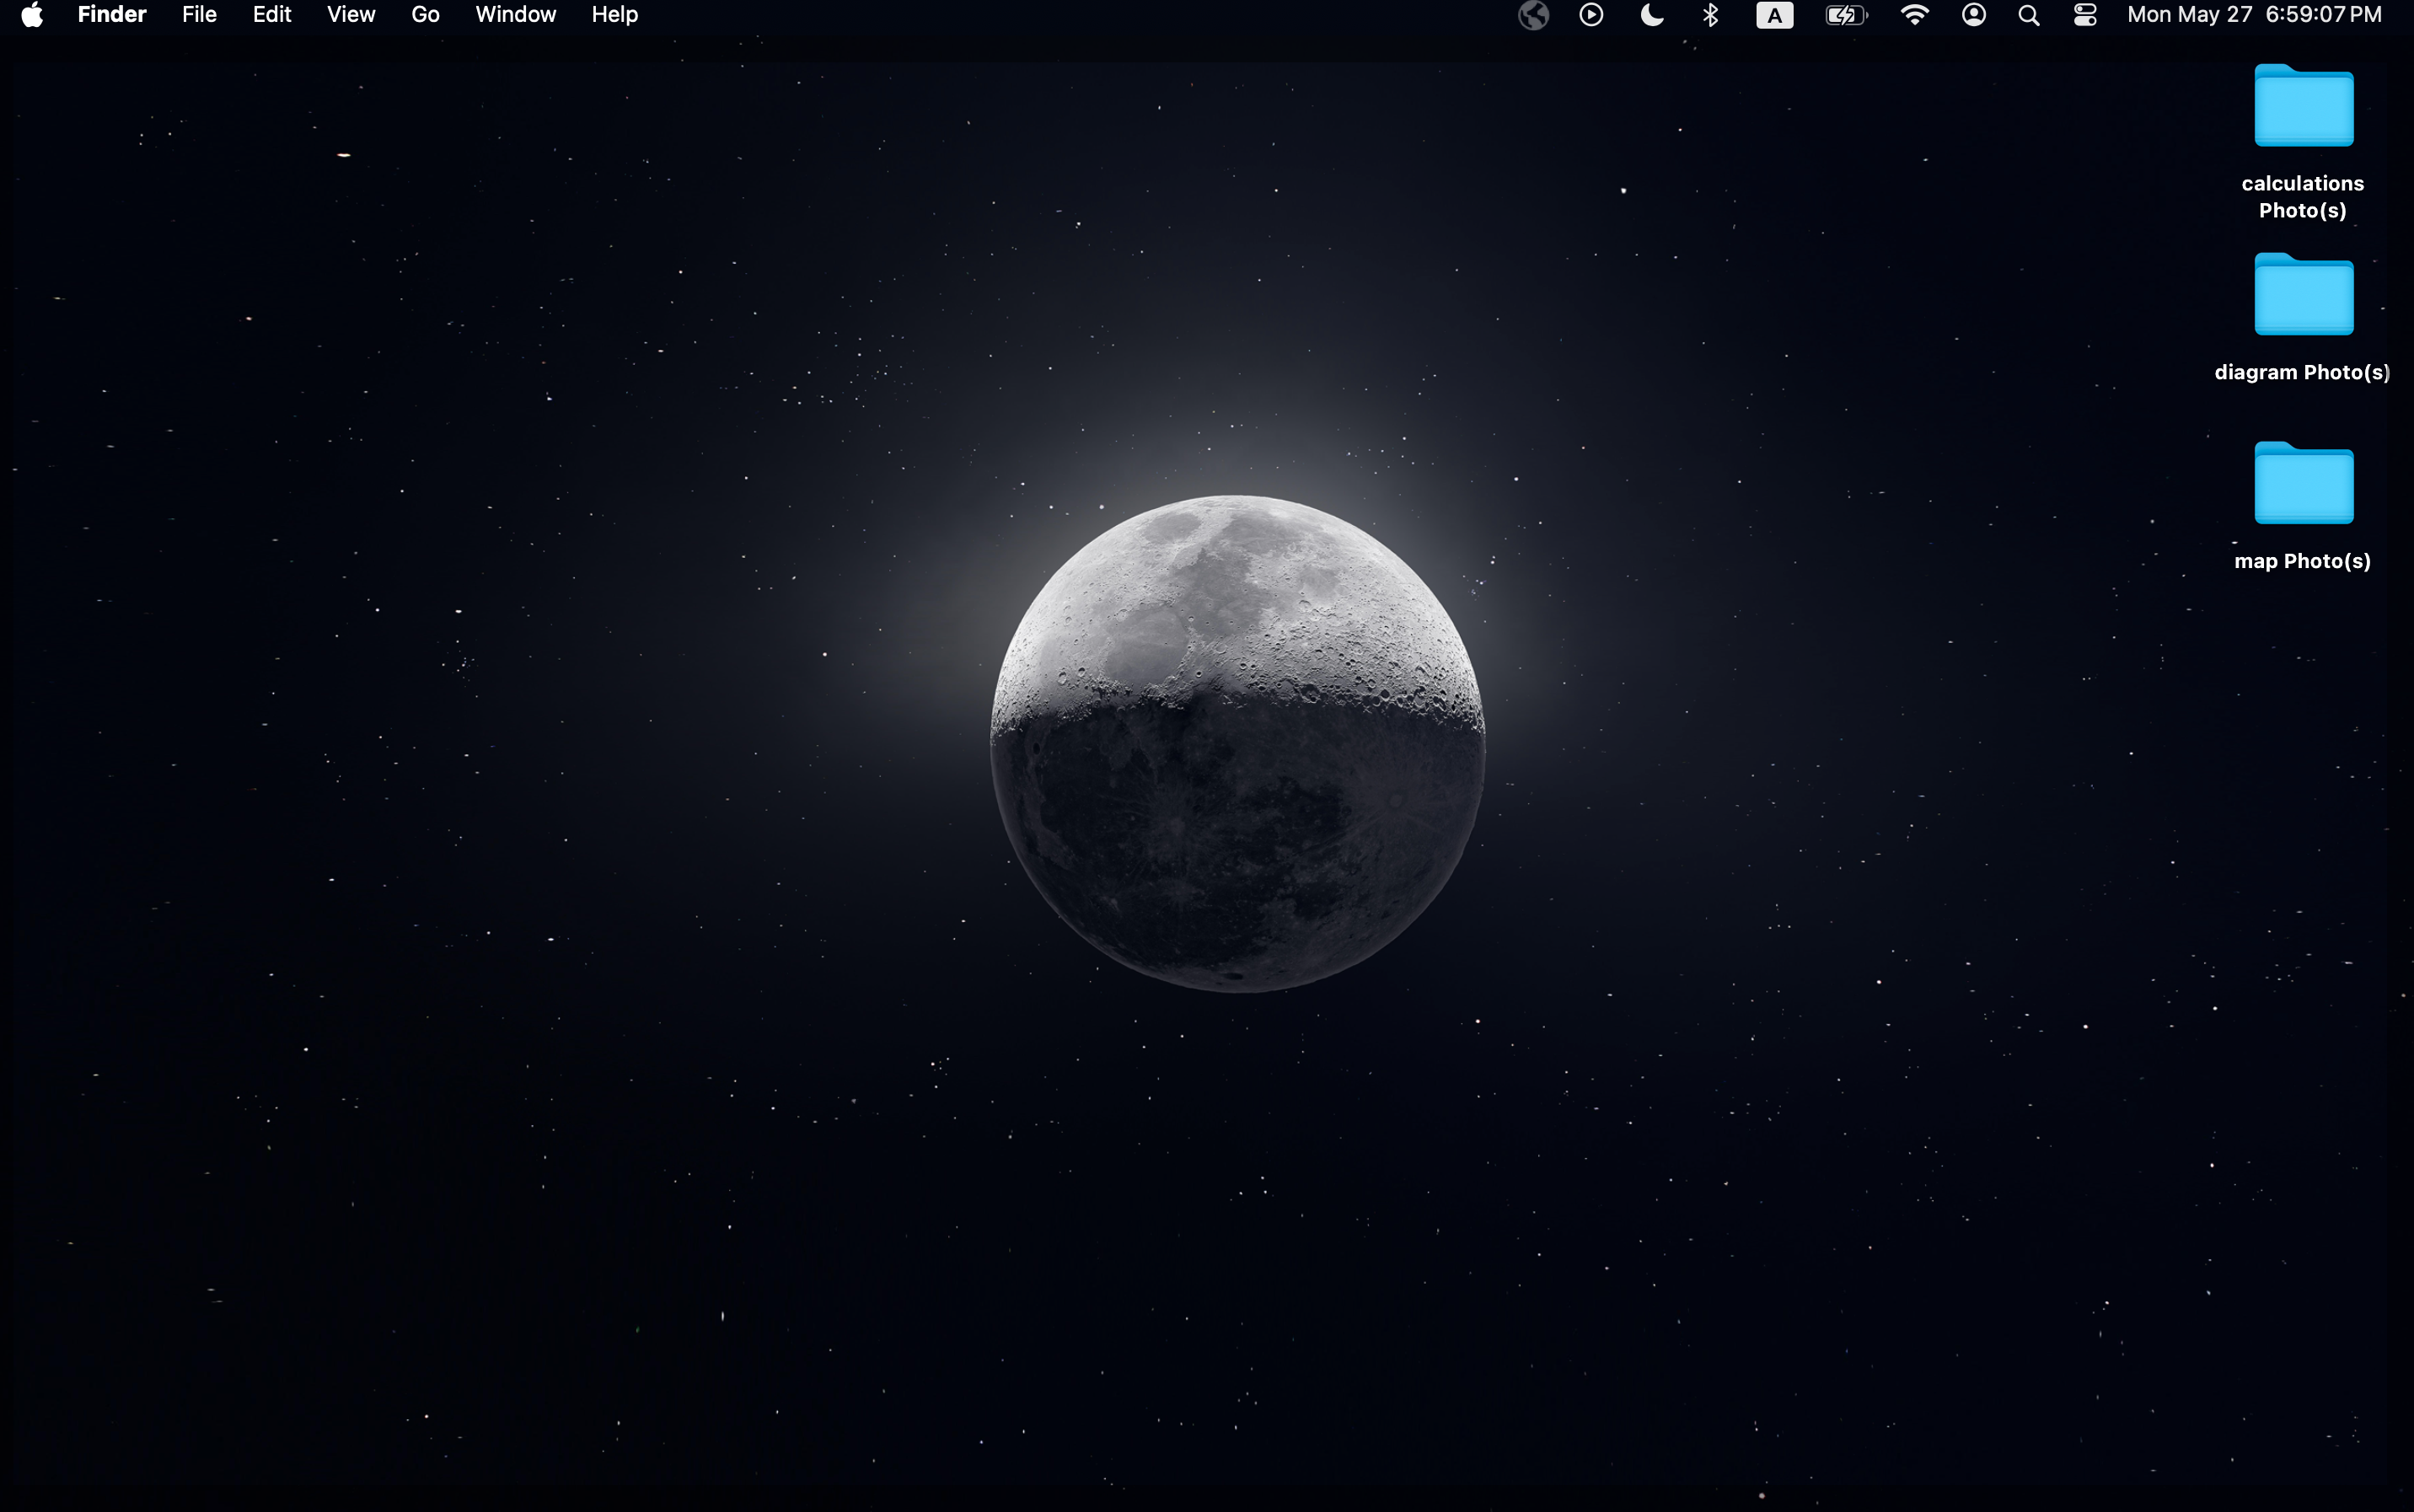 Finder File Edit View Go Window Help A Mon May 27 6:59:07 PM
calculations
Photo(s)
diagram Photo(s)
map Photo(s)